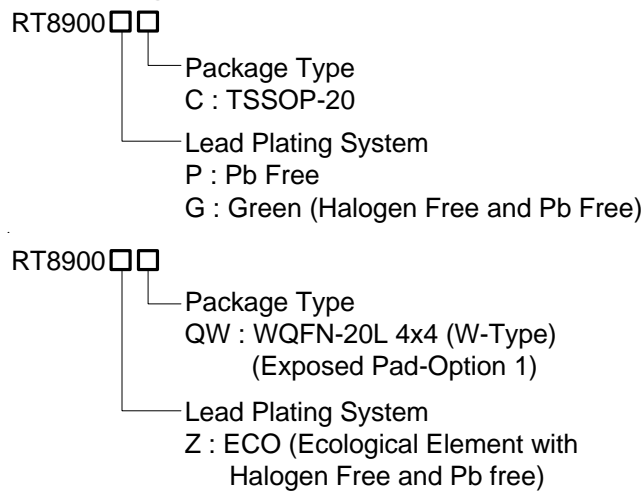 RT8900□□
Package Type
C : TSSOP-20
Lead Plating System
P : Pb Free
G : Green (Halogen Free and Pb Free)
RT8900□□
Package Type
QW : WQFN-20L 4x4 (W-Type)
(Exposed Pad-Option 1)
Lead Plating System
Z : ECO (Ecological Element with
Halogen Free and Pb free)